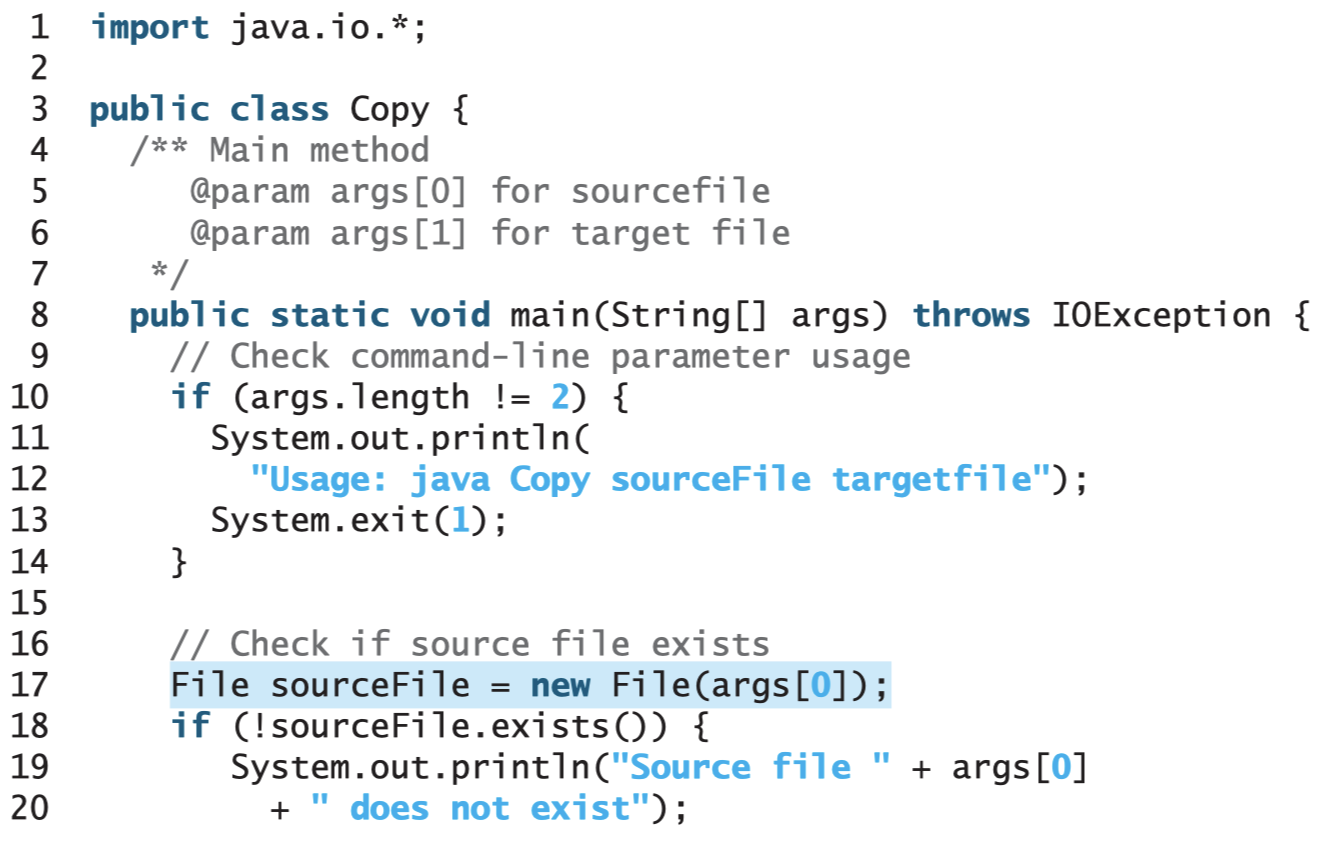 1 import java.io.*;
2
3 public class Copy {
4   /** Main method
5      @param args[0] for sourcefile
6      @param args[1] for target file
7    */
8   public static void main(String[] args) throws IOException {
9     // Check command-line parameter usage
10     if (args.length != 2) {
11       System.out.println(
12         "Usage: java Copy sourceFile targetfile");
13       System.exit(1);
14     }
15
16     // Check if source file exists
17     File sourceFile = new File(args[0]);
18     if (!sourceFile.exists()) {
19        System.out.println("Source file " + args[0]
20          + " does not exist");